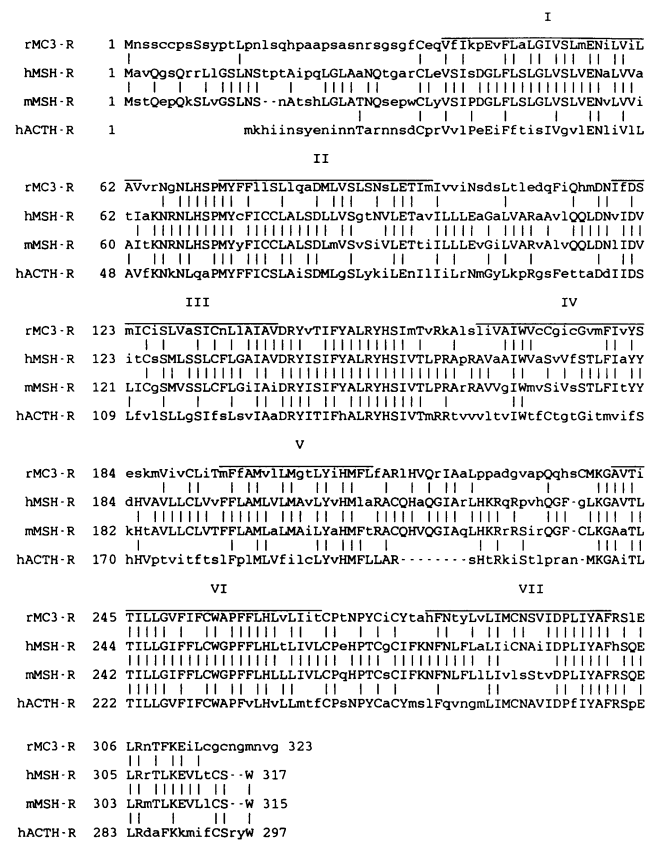 I
rMC3-R 1 MnssccpsSsyptLpnlsqhpaapsasnrsgsgfCeqVfIkpEvFLaLGIVSLmENiLViL
hMSH-R 1 MavQgsQrrLlGSLNStptAipqLGLAaNQtgarCLeVSIsDGLFLSLGLVSLVENaLVVa
mMSH-R 1 MstQepQkSLvGSLNS--nAtshLGLATNQsepwCLyVSIPDGLFLSLGLVSLVENvLVVi
hACTH-R 1 mkhiinsyeninnTarnnsdCPrVvlPeEiFftisIVgvlENliVlL
II
rMC3-R 62 AVvrNgNLHSPMYFFllSLlqaDMLVSLSNsLETImIvviNsdsLtledqFiQhmDNIfDS
hMSH-R 62 tIaKNRNLHSPMYcFICCLALSDLLVSgtNVLETavILLLEaGaLVARaAvlQQLDNvIDV
mMSH-R 60 AItKNRNLHSPMYyFICCLALSDLmVSvSiVLETtiILLLEvGiLVARvAlvQQLDNlIDV
hACTH-R 48 AVfKNKNLqaPMYFFICSLAiSDMLgSLykiLENIlIiLrNmGyLkpRgsFettaDdIIDS
III
IV
rMC3-R 123 mICiSLVaSICnLlAIAVDRYvTIFYALRYHSImTvRkAlsliVAIWVcCgicGvmFIvYS
hMSH-R 123 itCsSMLSSLCFLGAIAVDRYISIFYALRYHSIVTLPRApRAVaAIWVaSvVfSTLFIaYY
mMSH-R 121 LICGSMVSSLCFLGIIAiDRYISIFYALRYHSIVTLPRArRAVVgIWmvSiVsSTLFItYY
hACTH-R 109 LfvlSLLgSIfsLsvIAaDRYITIFhALRYHSIVTmRRtvvvltvIWtfCtgtGitmvifS
V
rMC3-R 184 eskmVivCLiTmFfAMvlLMgtLYiHMFLfARlHVQrIAaLppadgvapQqhsCMKGAVTi
hMSH-R 184 dHVAVLLCLVvFFLAMLVLMAvLYvHMlaRACQHaQGIArLHKRqRpvhQGF-gLKGAVTL
mMSH-R 182 kHtAVLLCLVTFFLAMLaLMAiLYaHMFtRACQHVQGIAqLHKRrRSirQGF-CLKGAaTL
hACTH-R 170 hHVptvitftslFplMLVfilcLYvHMFLLAR--------sHtRkiStlpran-MKGAiTL
VI
VII
rMC3-R 245 TILLGVFIFCWAPFFLHLvLIitCPtNPYCiCYtahFNtyLvLIMCNSVIDPLIYAFRSlE
hMSH-R 244 TILLGIFFLCWGPFFLHLtLIVLCPeHPTCgCIFKNFNLFLaLIiCNAiIDPLIYAFhSQE
mMSH-R 242 TILLGIFFLCWGPFFLHLLLIVLCPqHPTCsCIFKNFNLFLlLIvlsStvDPLIYAFRSQE
hACTH-R 222 TILLGVFIFCWAPFvLHvLLmtfCPsNPYCaCYmslFqvngmLIMCNAVIDPfIYAFRSpE
rMC3-R 306 LRnTFKEiLcgcngmnvg 323
hMSH-R 305 LRrTLKEVLtCS--W 317
mMSH-R 303 LRmTLKEVLlCS--W 315
hACTH-R 283 LRdaFKkmifCSryW 297